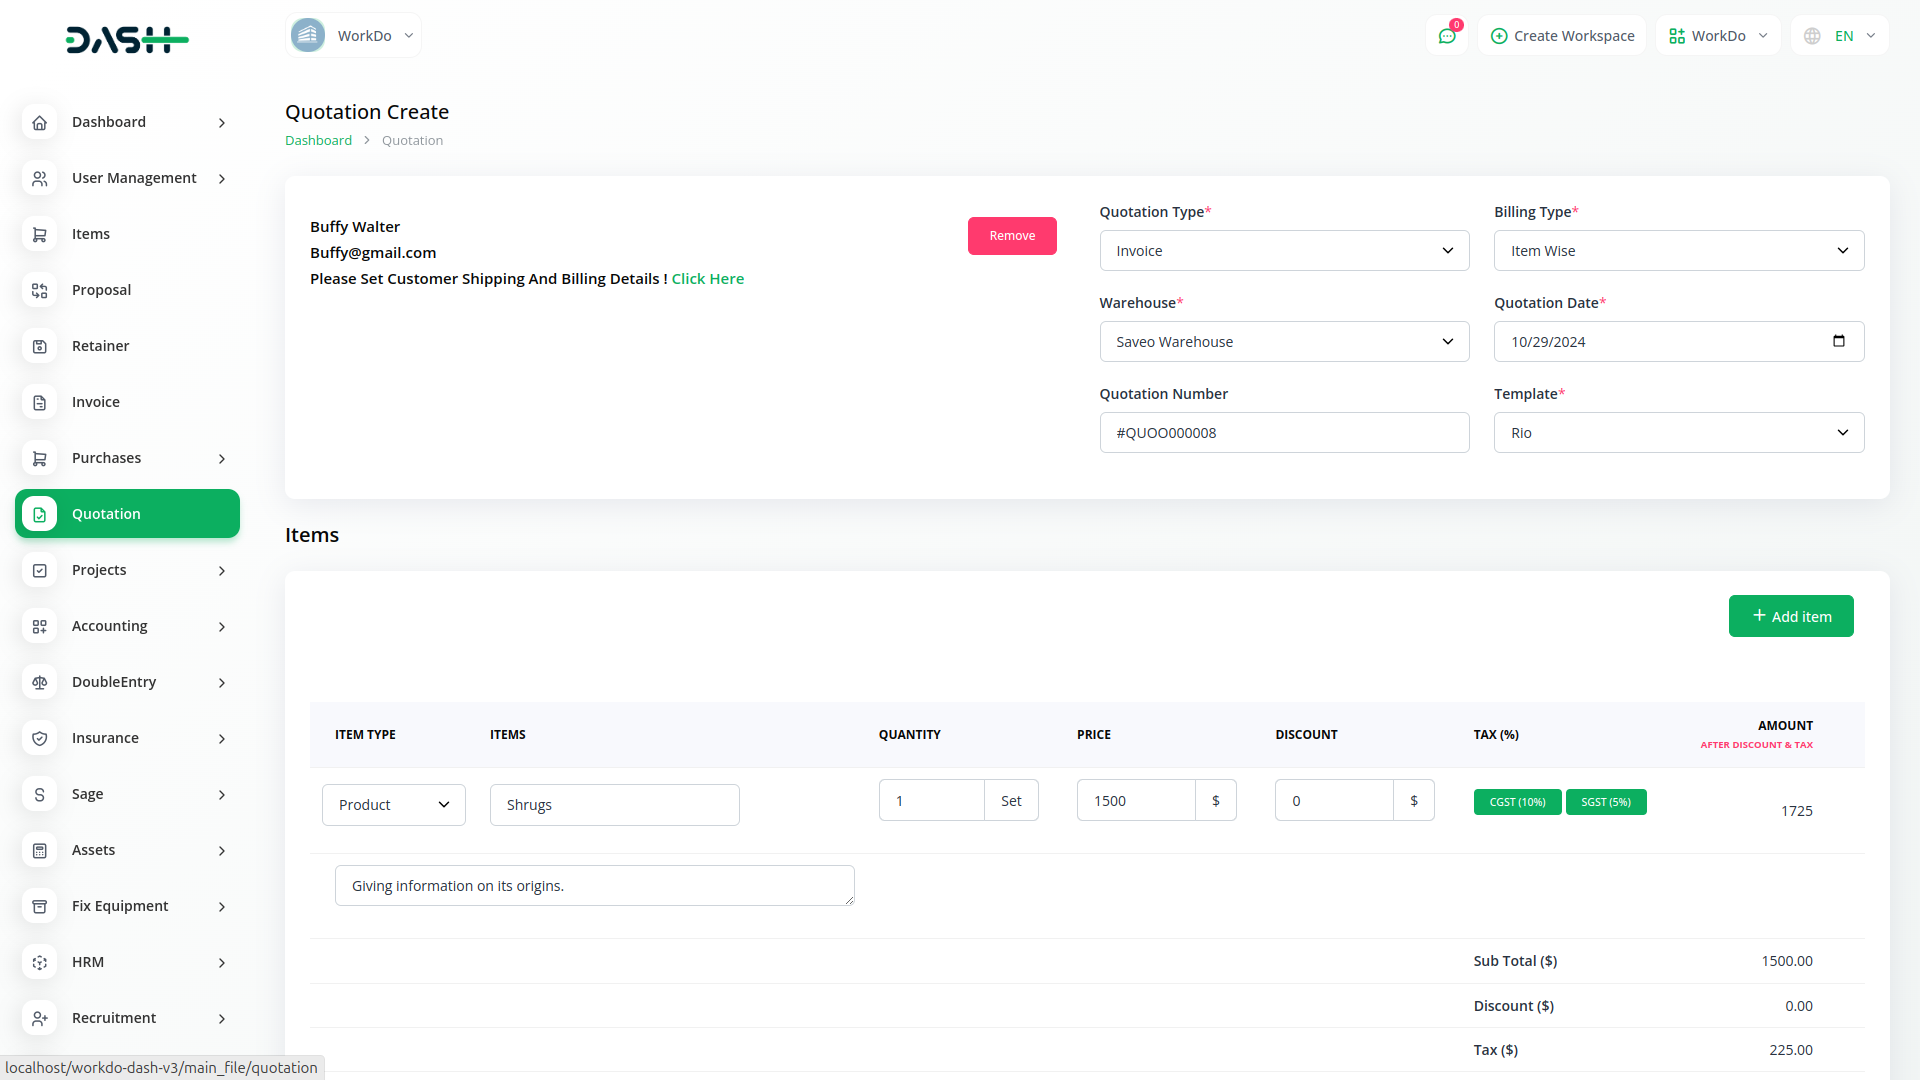 DASH
WorkDo
0
Create Workspace
WorkDo
EN
Dashboard
User Management
Items
Proposal
Retainer
Invoice
Purchases
Quotation
Projects
Accounting
DoubleEntry
Insurance
S
Sage
Assets
Fix Equipment
HRM
Recruitment
localhost/workdo-dash-v3/main_file/quotation
Quotation Create
Dashboard > Quotation
Buffy Walter
Buffy@gmail.com
Please Set Customer Shipping And Billing Details ! Click Here
Remove
Quotation Type*
Invoice
Billing Type*
Item Wise
Warehouse*
Saveo Warehouse
Quotation Date*
10/29/2024
Quotation Number
#QUOO000008
Template*
Rio
Items
+ Add item
ITEM TYPE ITEMS QUANTITY PRICE DISCOUNT TAX (%) AMOUNT
AFTER DISCOUNT & TAX
Product Shrugs 1 Set 1500 $ 0 $ CGST (10%) SGST (5%) 1725
Giving information on its origins.
Sub Total ($) 1500.00
Discount ($) 0.00
Tax ($) 225.00